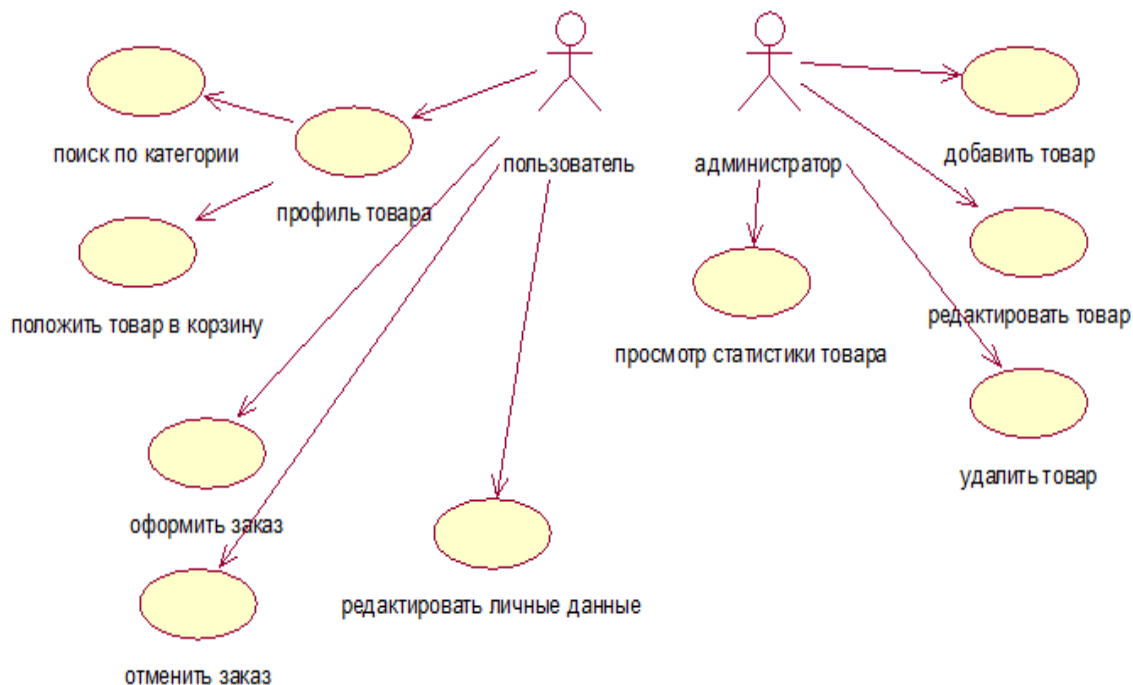 поиск по категории
пользователь
администратор
добавить товар
профиль товара
положить товар в корзину
редактировать товар
просмотр статистики товара
удалить товар
оформить заказ
редактировать личные данные
отменить заказ